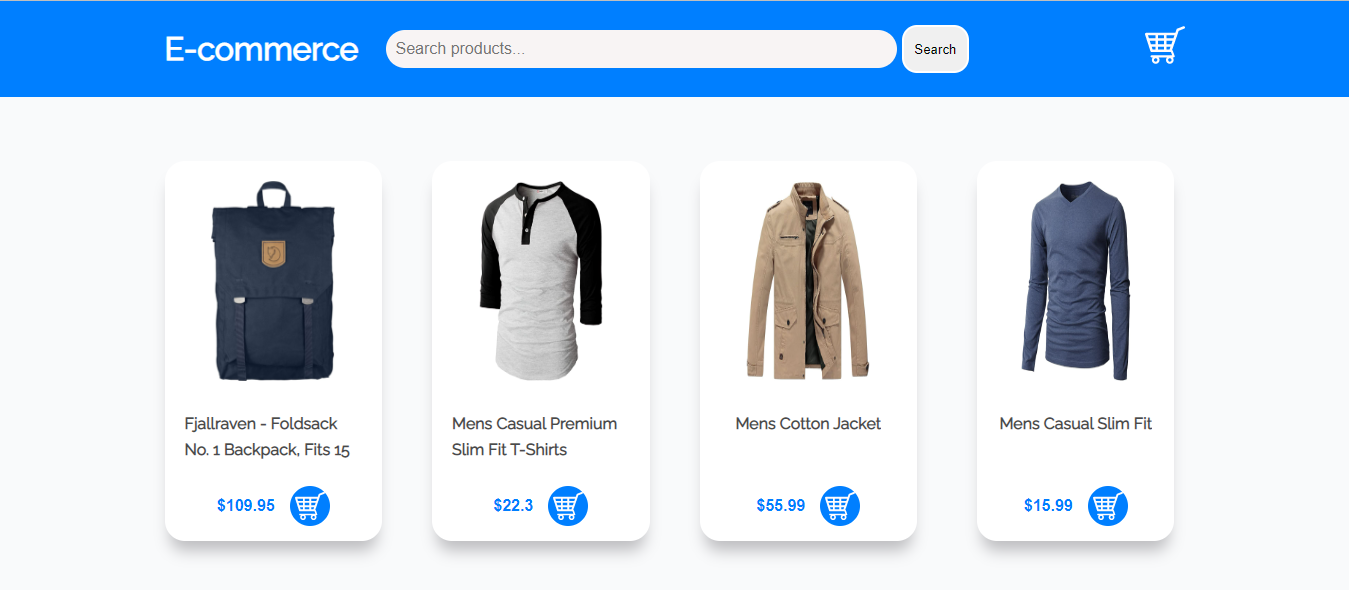 E-commerce
Search products...
Search
Fjallraven - Foldsack
No. 1 Backpack, Fits 15
$109.95
Mens Casual Premium
Slim Fit T-Shirts
$22.3
Mens Cotton Jacket
$55.99
Mens Casual Slim Fit
$15.99